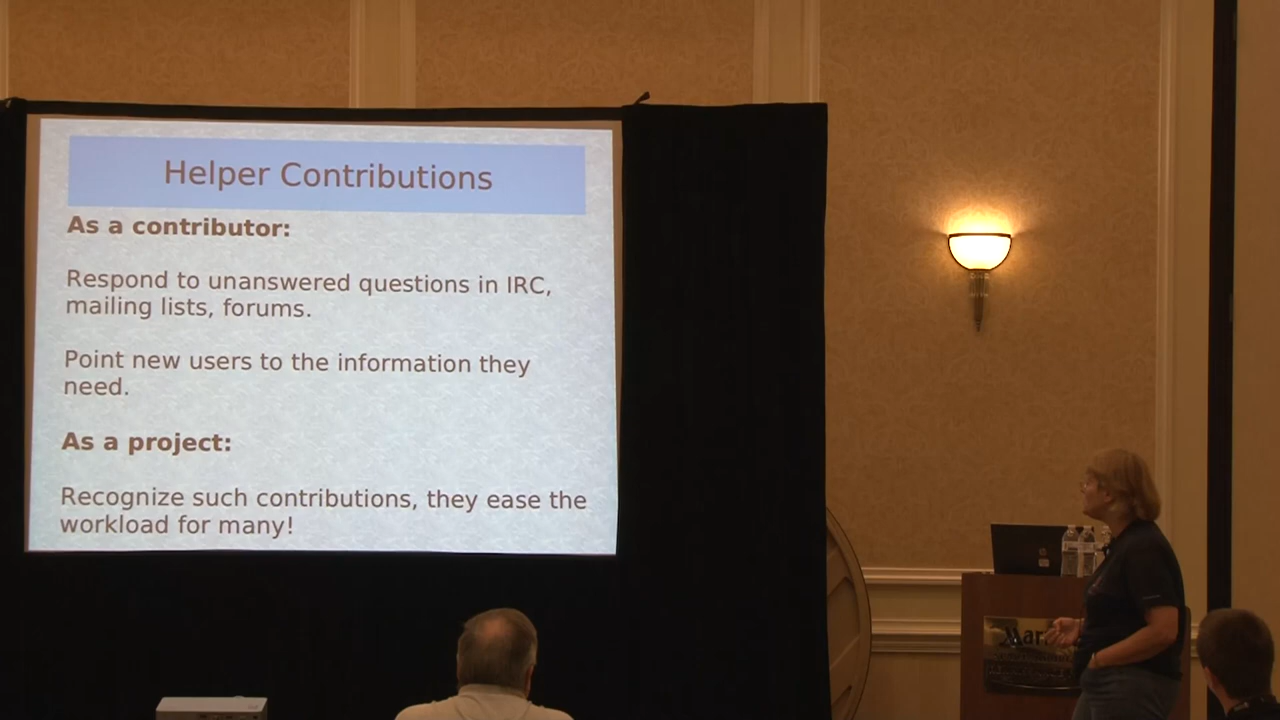 Helper Contributions
As a contributor:
Respond to unanswered questions in IRC,
mailing lists, forums.
Point new users to the information they
need.
As a project:
Recognize such contributions, they ease the
workload for many!